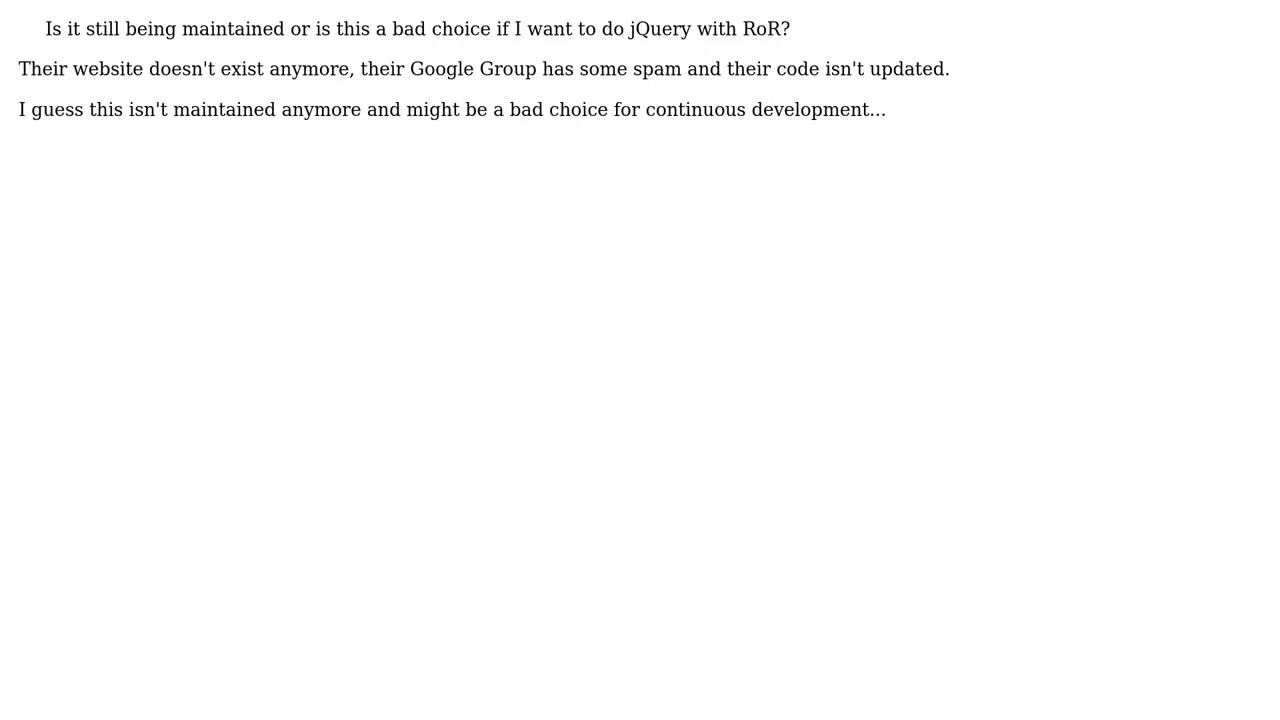 Is it still being maintained or is this a bad choice if I want to do jQuery with RoR?
Their website doesn't exist anymore, their Google Group has some spam and their code isn't updated.
I guess this isn't maintained anymore and might be a bad choice for continuous development...